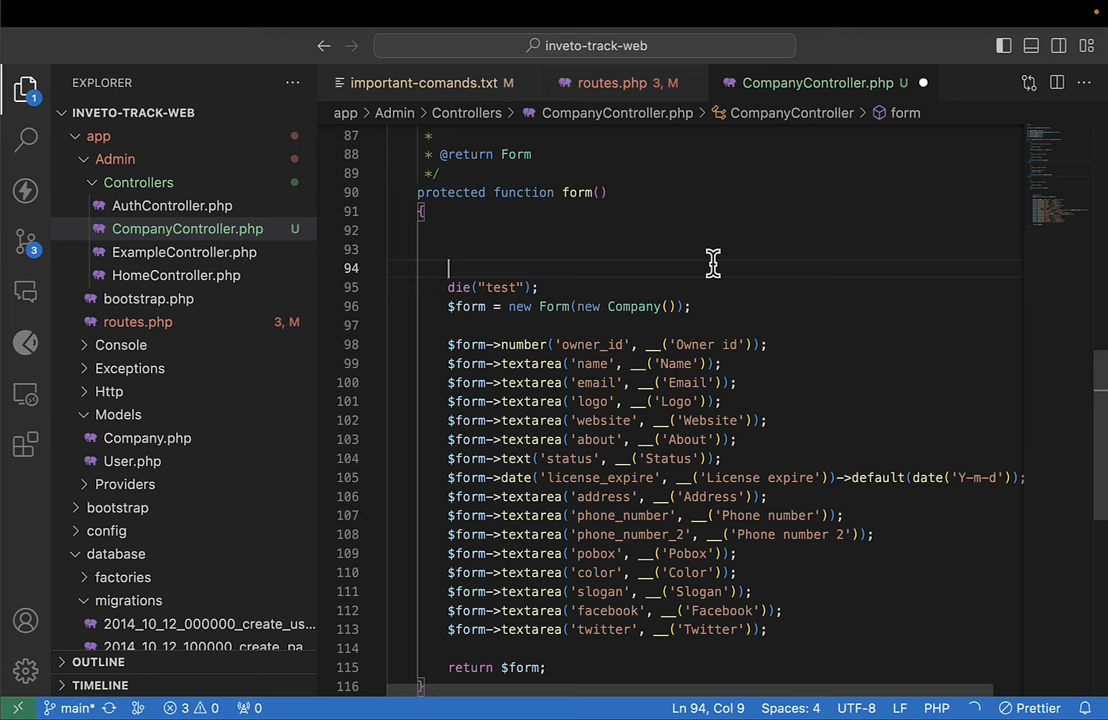 inveto-track-web
EXPLORER
important-comands.txt M
routes.php 3, M
CompanyController.php U
INVETO-TRACK-WEB
app Admin Controllers CompanyController.php CompanyController form
app
Admin
Controllers
AuthController.php
CompanyController.php U
ExampleController.php
HomeController.php
bootstrap.php
routes.php 3, M
Console
Exceptions
Http
Models
Company.php
User.php
Providers
bootstrap
config
database
factories
migrations
2014_10_12_000000_create_us...
2014_10_12_100000_create_pa...
OUTLINE
TIMELINE
1
3
87 *
88 * @return Form
89 */
90 protected function form()
91 {
92
93
94
95 die("test");
96 $form = new Form(new Company());
97
98 $form->number('owner_id', __('Owner id'));
99 $form->textarea('name', __('Name'));
100 $form->textarea('email', __('Email'));
101 $form->textarea('logo', __('Logo'));
102 $form->textarea('website', __('Website'));
103 $form->textarea('about', __('About'));
104 $form->text('status', __('Status'));
105 $form->date('license_expire', __('License expire'))->default(date('Y-m-d'));
106 $form->textarea('address', __('Address'));
107 $form->textarea('phone_number', __('Phone number'));
108 $form->textarea('phone_number_2', __('Phone number 2'));
109 $form->textarea('pobox', __('Pobox'));
110 $form->textarea('color', __('Color'));
111 $form->textarea('slogan', __('Slogan'));
112 $form->textarea('facebook', __('Facebook'));
113 $form->textarea('twitter', __('Twitter'));
114
115 return $form;
116 }
main* 3 0 0 Ln 94, Col 9 Spaces: 4 UTF-8 LF PHP Prettier